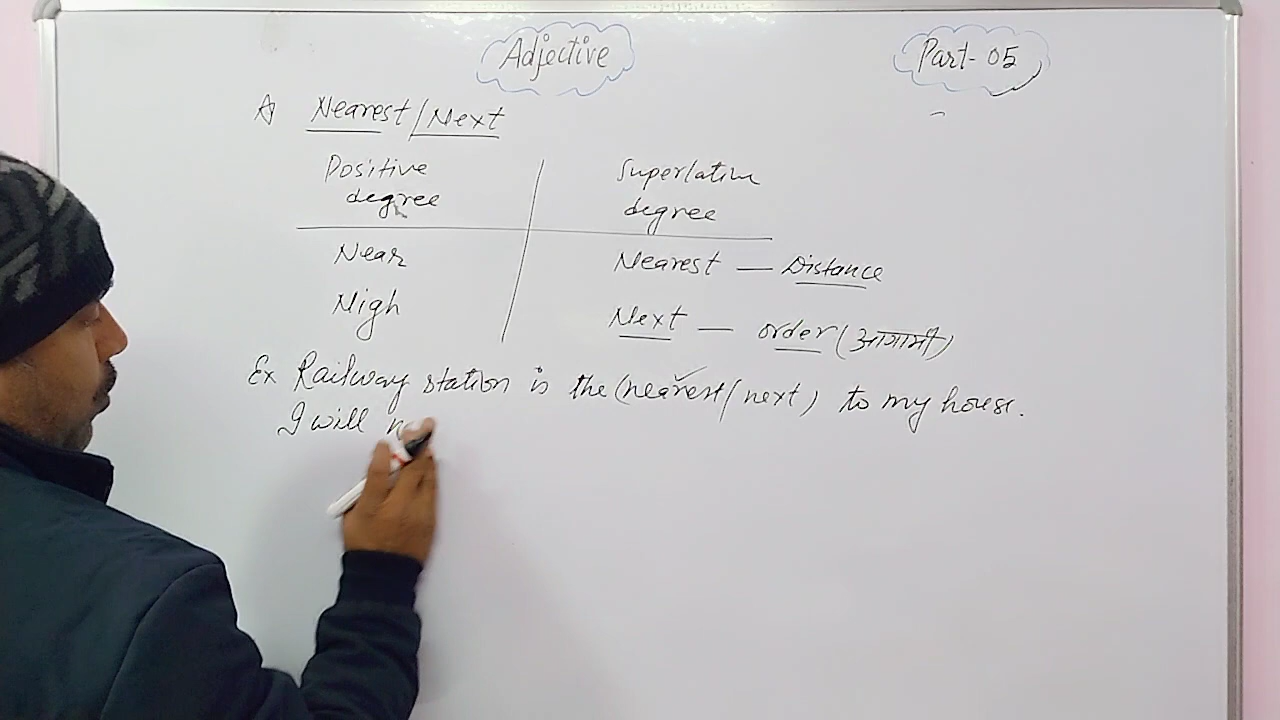 Adjective
Part-05
A Nearest/Next
Positive degree
Superlative degree
Near
Nearest — Distance
Nigh
Next — order (आगामी)
Ex Railway station is the (nearest/next) to my house.
I will